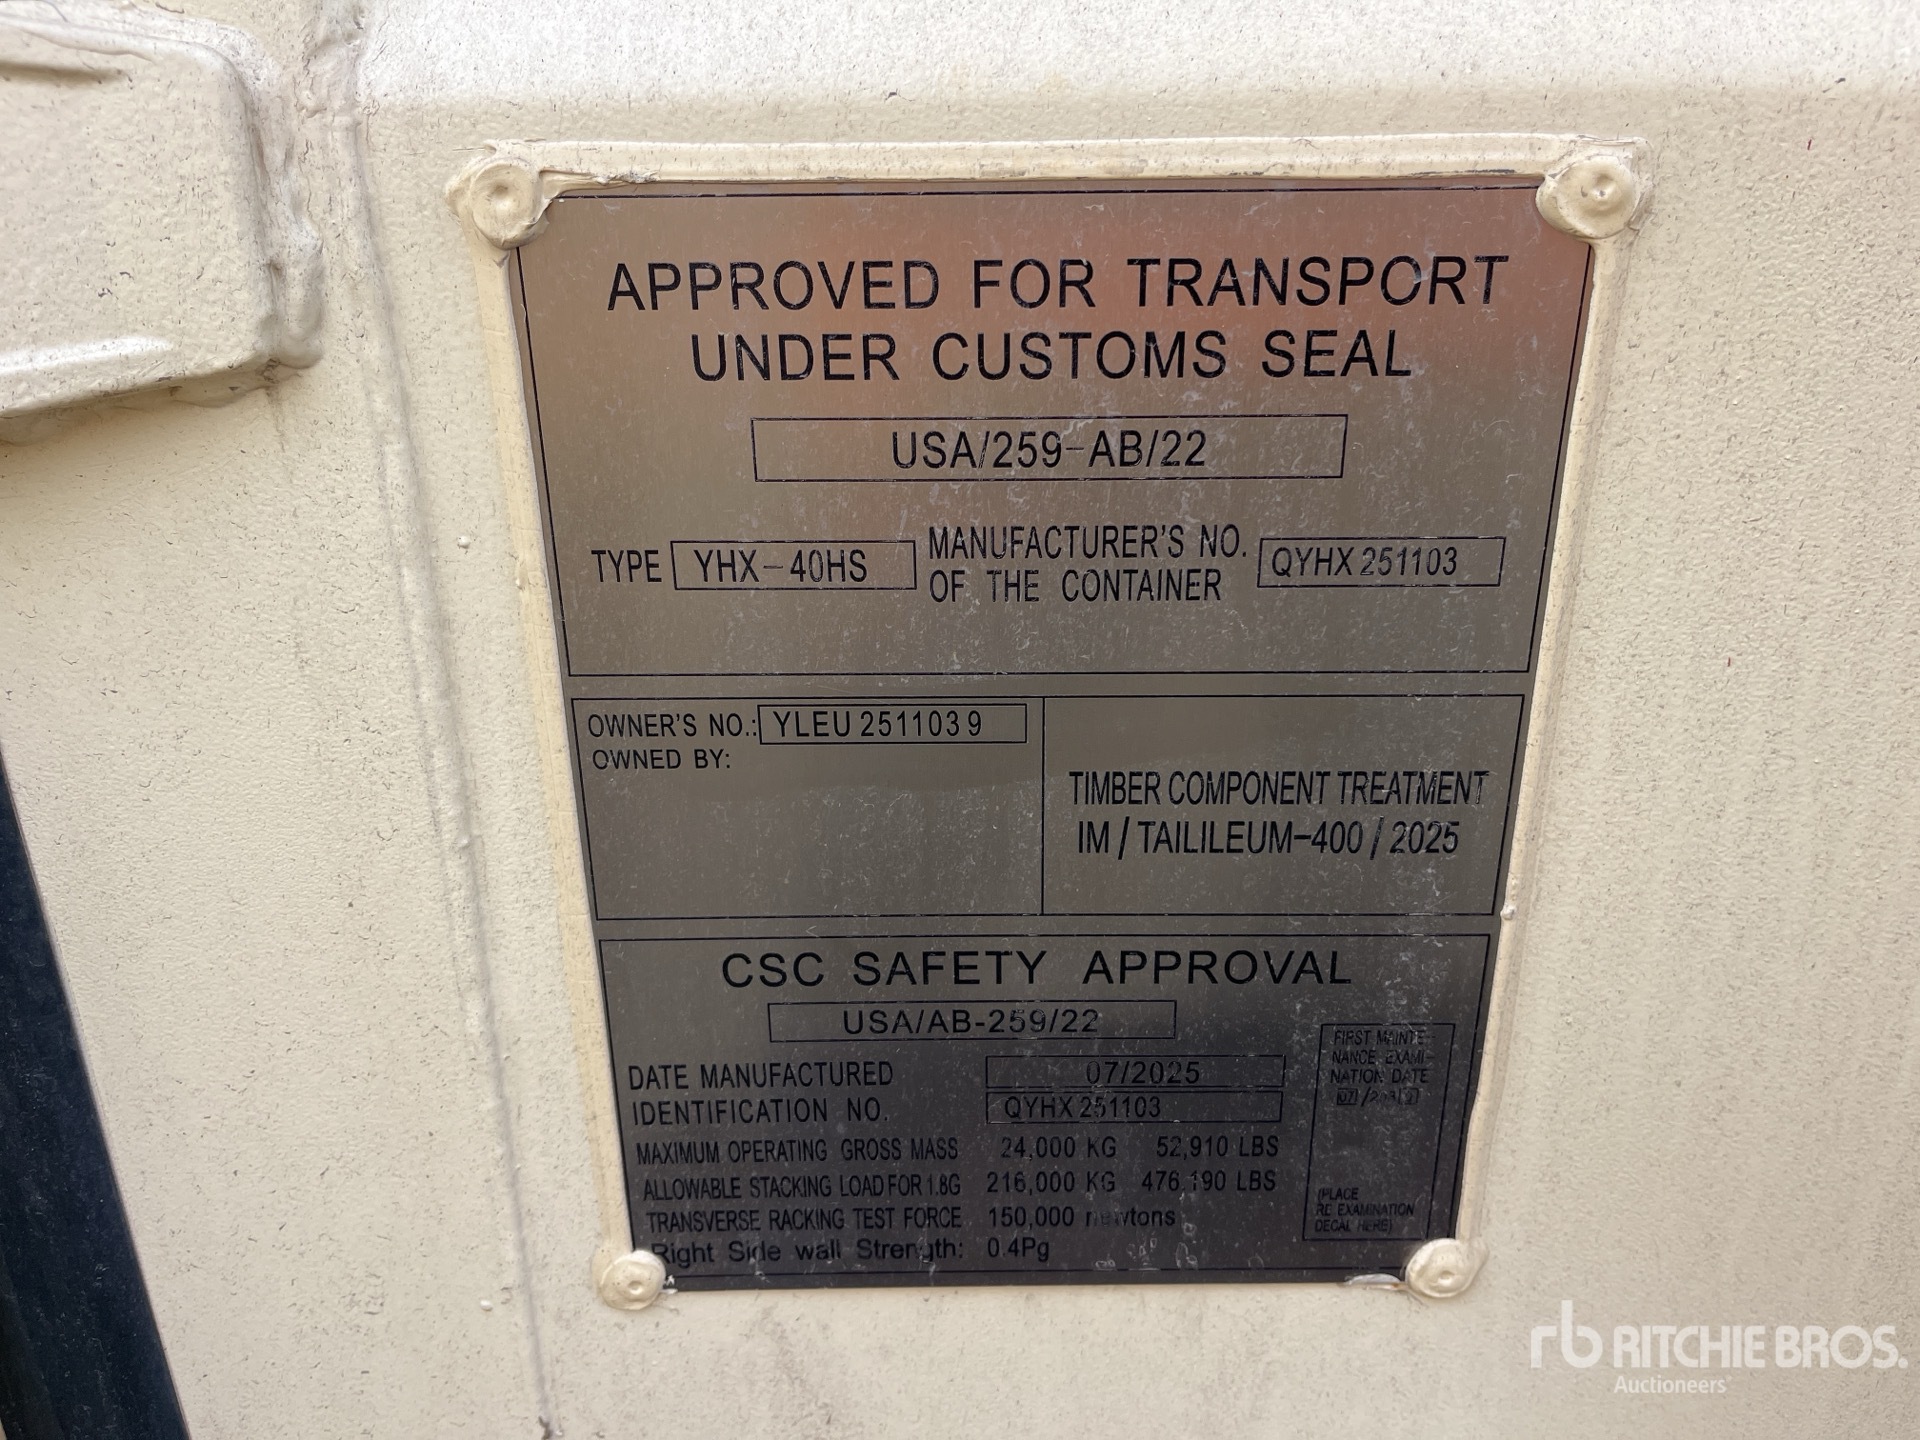 APPROVED FOR TRANSPORT
UNDER CUSTOMS SEAL
USA/259-AB/22
TYPE YHX-40HS MANUFACTURER'S NO. OF THE CONTAINER QYHX 251103
OWNER'S NO.: YLEU 251103 9
OWNED BY:
TIMBER COMPONENT TREATMENT
IM / TAILILEUM-400 / 2025
CSC SAFETY APPROVAL
USA/AB-259/22
DATE MANUFACTURED 07/2025
IDENTIFICATION NO. QYHX 251103
MAXIMUM OPERATING GROSS MASS 24,000 KG 52,910 LBS
ALLOWABLE STACKING LOAD FOR 1.8G 216,000 KG 476,190 LBS
TRANSVERSE RACKING TEST FORCE 150,000 newtons
Right Side wall Strength: 0.4Pg
FIRST MAINTE-
NANCE EXAMI-
NATION DATE
(PLACE
RE EXAMINATION
DECAL HERE)
rb RITCHIE BROS.
Auctioneers